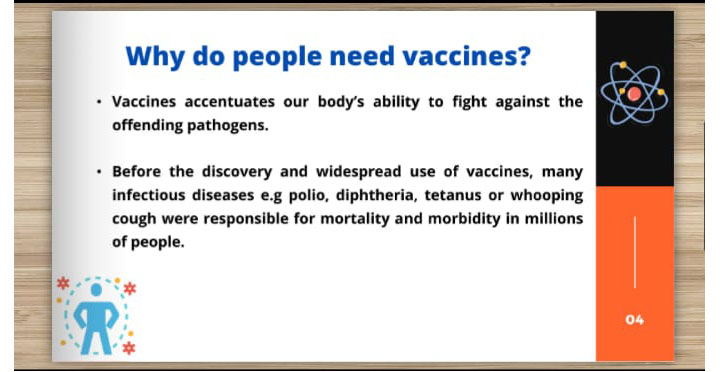 Why do people need vaccines?
• Vaccines accentuates our body’s ability to fight against the
offending pathogens.
• Before the discovery and widespread use of vaccines, many
infectious diseases e.g polio, diphtheria, tetanus or whooping
cough were responsible for mortality and morbidity in millions
of people.
04